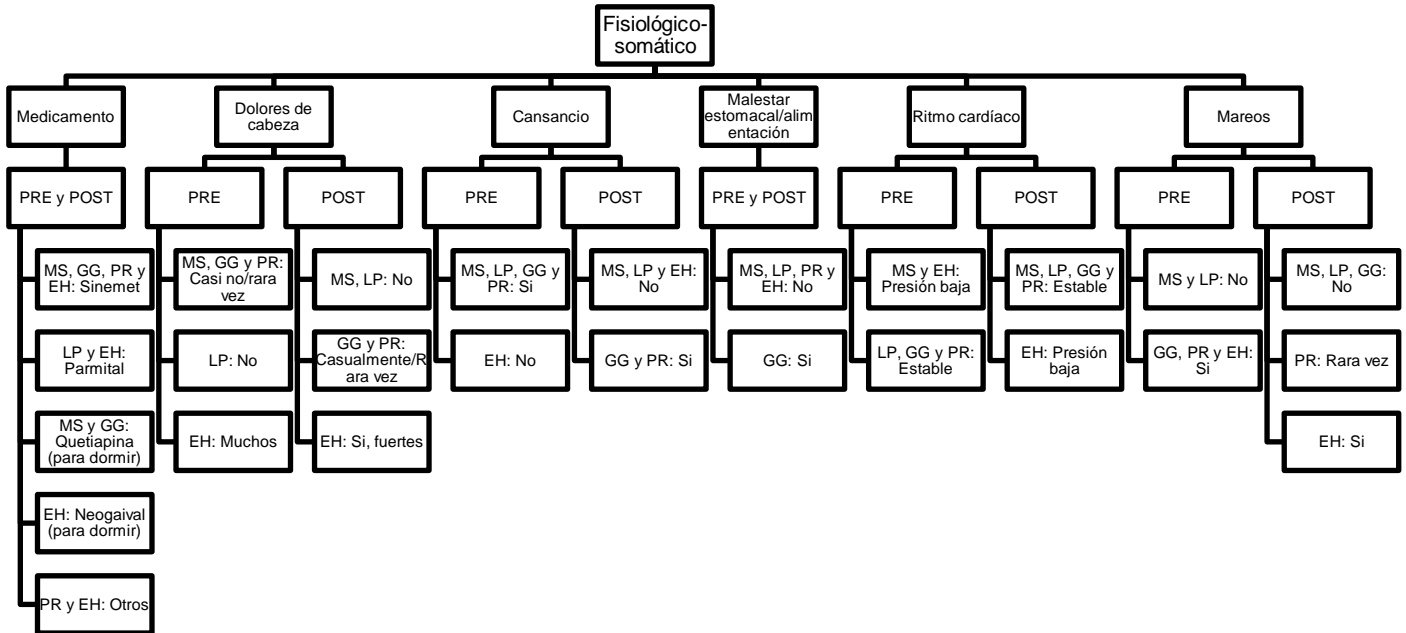 Fisiológico-
somático
Medicamento
Dolores de
cabeza
Cansancio
Malestar
estomacal/alim
entación
Ritmo cardíaco
Mareos
PRE y POST
PRE
POST
PRE
POST
PRE y POST
PRE
POST
PRE
POST
MS, GG, PR y
EH: Sinemet
LP y EH:
Parmital
MS y GG:
Quetiapina
(para dormir)
EH: Neogaival
(para dormir)
PR y EH: Otros
MS, GG y PR:
Casi no/rara
vez
LP: No
EH: Muchos
MS, LP: No
GG y PR:
Casualmente/R
ara vez
EH: Si, fuertes
MS, LP, GG y
PR: Si
EH: No
MS, LP y EH:
No
GG y PR: Si
MS, LP, PR y
EH: No
GG: Si
MS y EH:
Presión baja
LP, GG y PR:
Estable
MS, LP, GG y
PR: Estable
EH: Presión
baja
MS y LP: No
GG, PR y EH:
Si
MS, LP, GG:
No
PR: Rara vez
EH: Si